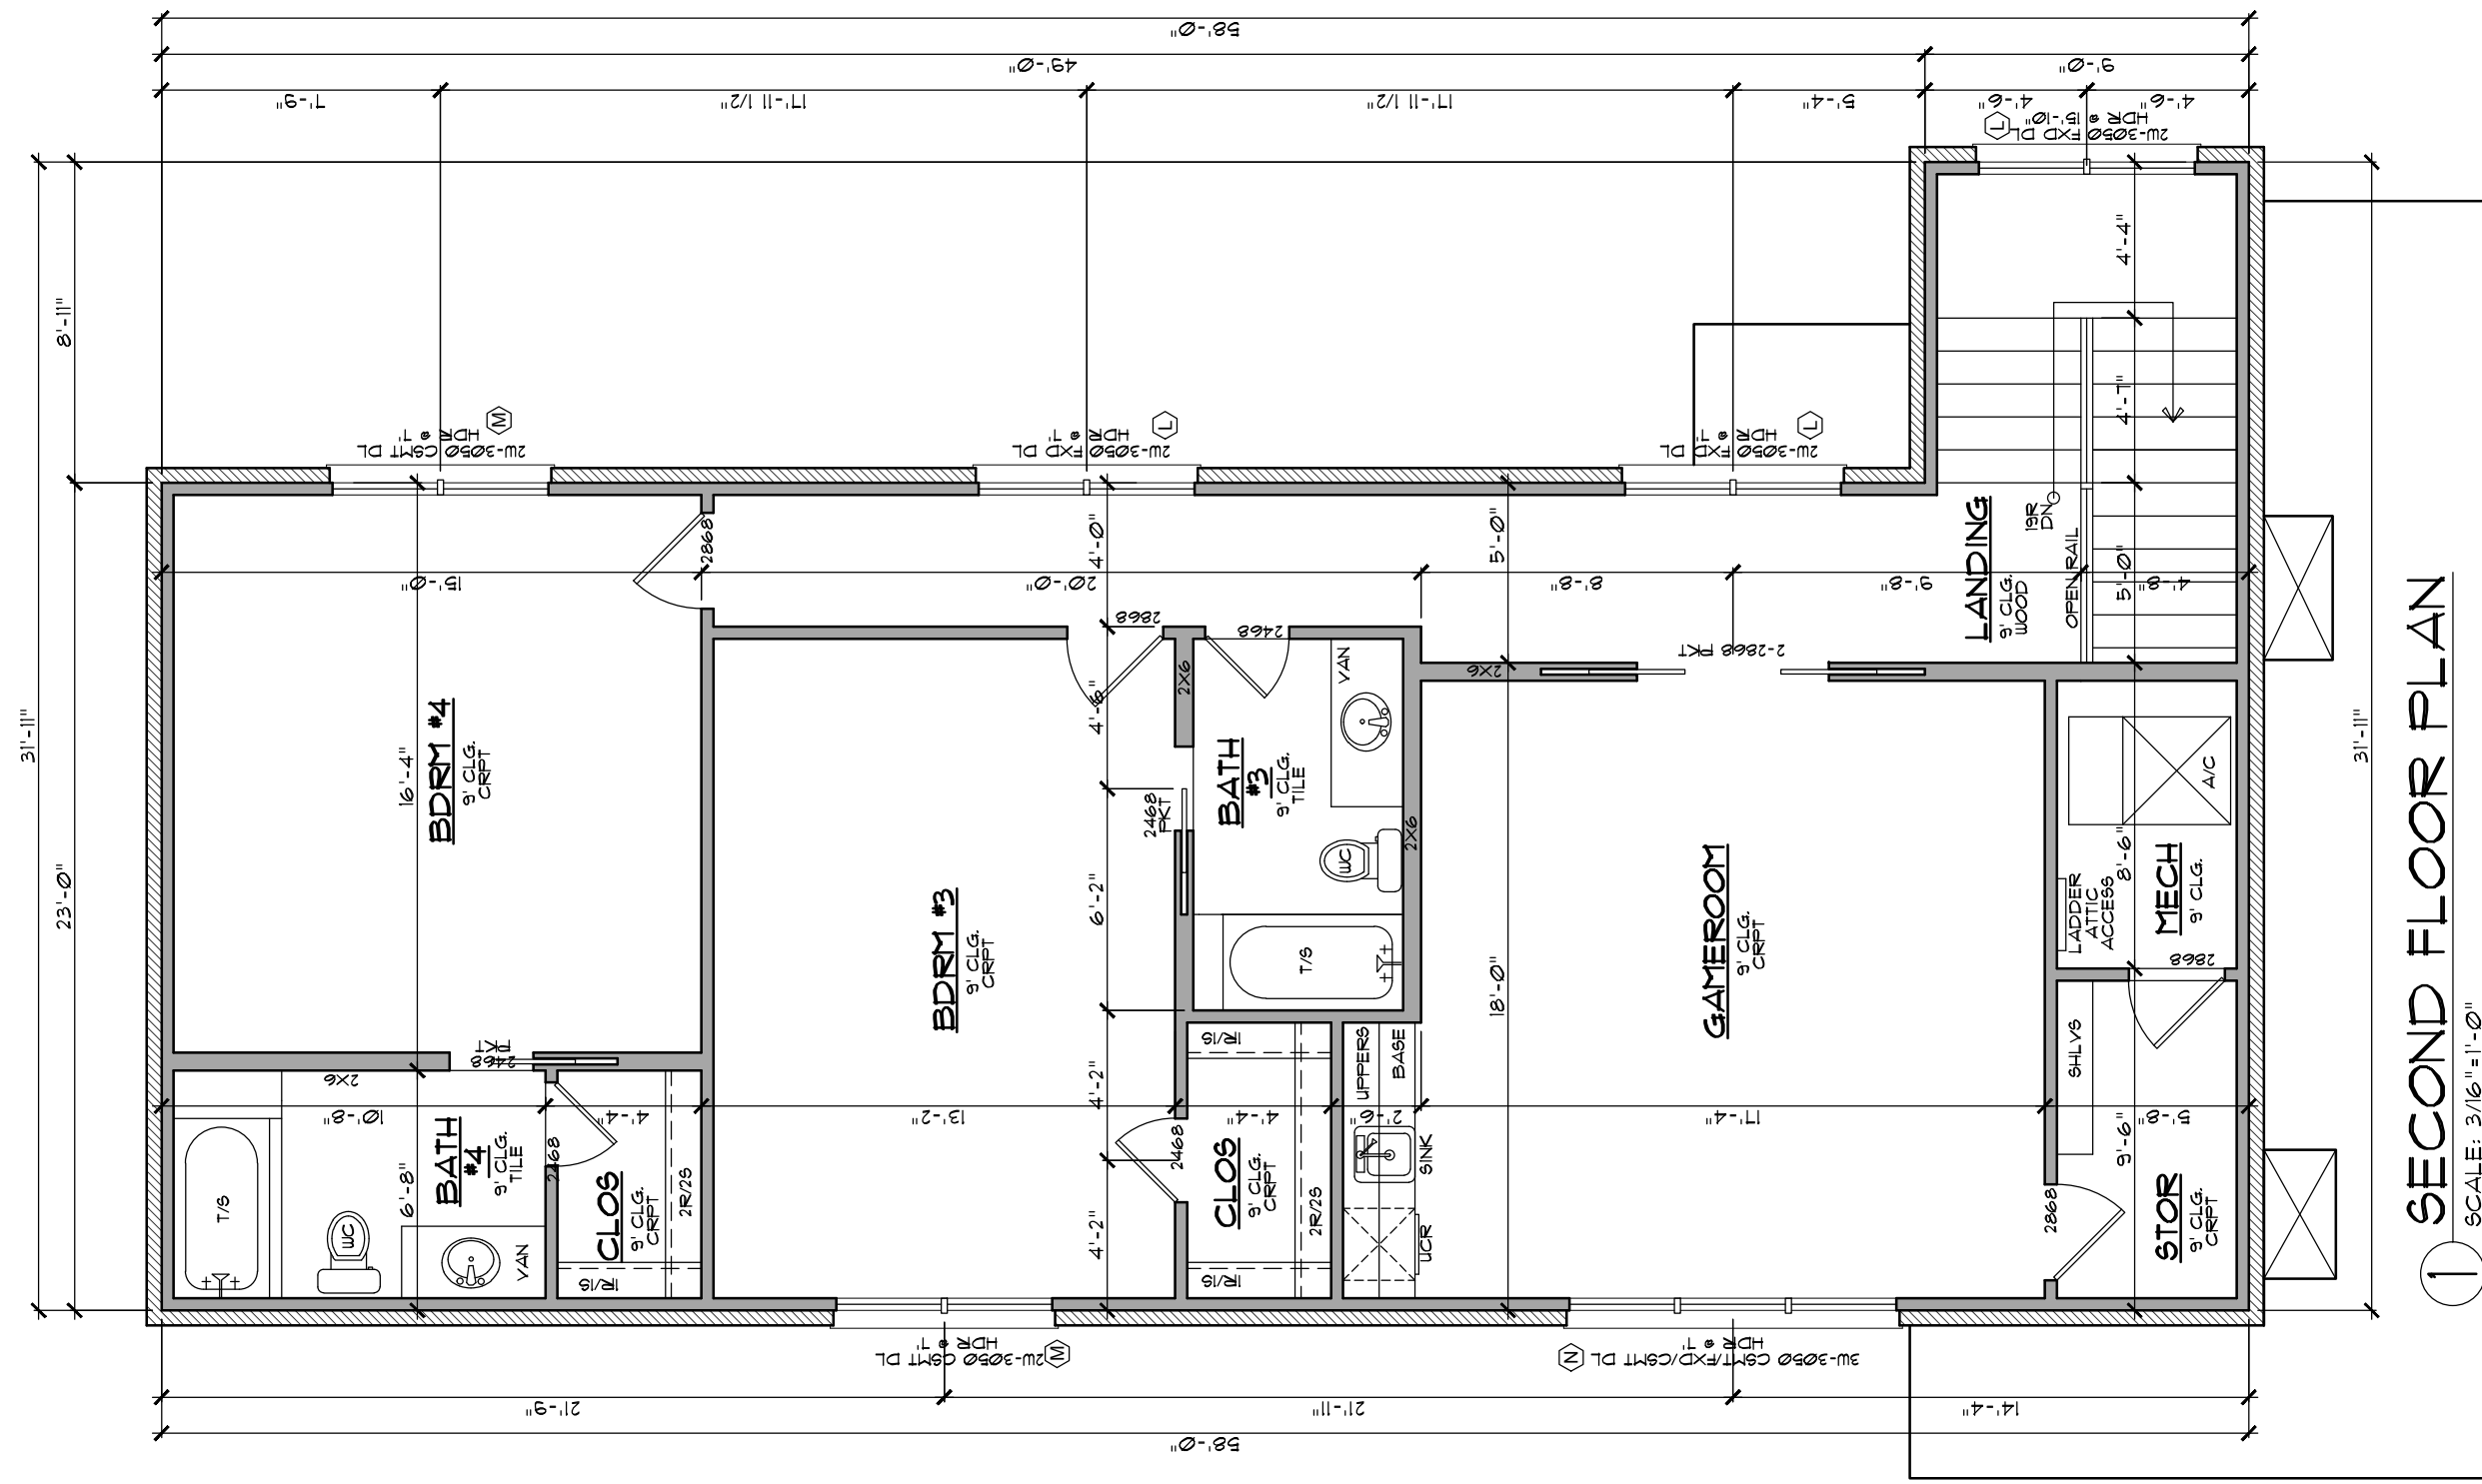 58'-0"
49'-0"
9'-0"
7'-9"
17'-11 1/2"
17'-11 1/2"
5'-4"
4'-6"
4'-6"
2W-3050 FXD DL
HDR @ 15'-10"
L
31'-11"
8'-11"
23'-0"
2W-3050 CSMT DL
HDR @ 7'
M
2W-3050 FXD DL
HDR @ 7'
L
2W-3050 FXD DL
HDR @ 7'
L
4'-4"
4'-7"
5'-0"
15'-0"
20'-0"
8'-8"
9'-8"
4'-8"
2868
4'-0"
5'-0"
LANDING
9' CLG.
WOOD
19R
DN
OPEN RAIL
2868
2468
2-2868 PKT
2X6
BDRM #4
9' CLG.
CRPT
16'-4"
2X6
4'-6"
VAN
BATH
#3
9' CLG.
TILE
2468
PKT
WC
2X6
T/S
6'-2"
BDRM #3
9' CLG.
CRPT
GAMEROOM
9' CLG.
CRPT
18'-0"
A/C
MECH
9' CLG.
LADDER
ATTIC
ACCESS
8'-6"
2868
2468
PKT
2X6
10'-8"
4'-4"
13'-2"
4'-4"
2'-6"
17'-4"
5'-8"
BATH
#4
9' CLG.
TILE
T/S
WC
VAN
6'-8"
2468
CLOS
9' CLG.
CRPT
2R/2S
1R/1S
4'-2"
4'-2"
2468
1R/1S
CLOS
9' CLG.
CRPT
2R/2S
1R/1S
UPPERS
BASE
SINK
UCR
SHLVS
9'-6"
2868
STOR
9' CLG.
CRPT
2W-3050 CSMT DL
HDR @ 7'
M
3W-3050 CSMT/FXD/CSMT DL
HDR @ 7'
N
21'-9"
21'-11"
14'-4"
58'-0"
31'-11"
1
SECOND FLOOR PLAN
SCALE: 3/16"=1'-0"